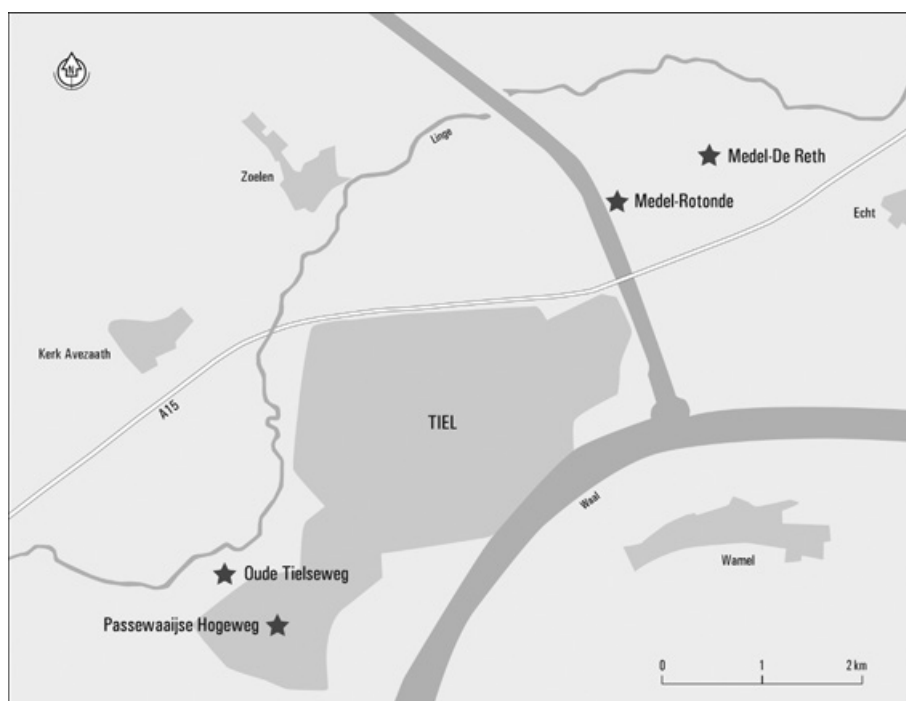 N
Linge
Zoelen
Medel-De Reth
Medel-Rotonde
Echt
Kerk Avezaath
A15
TIEL
Waal
Wamel
Oude Tielseweg
Passewaaijse Hogeweg
0 1 2 km